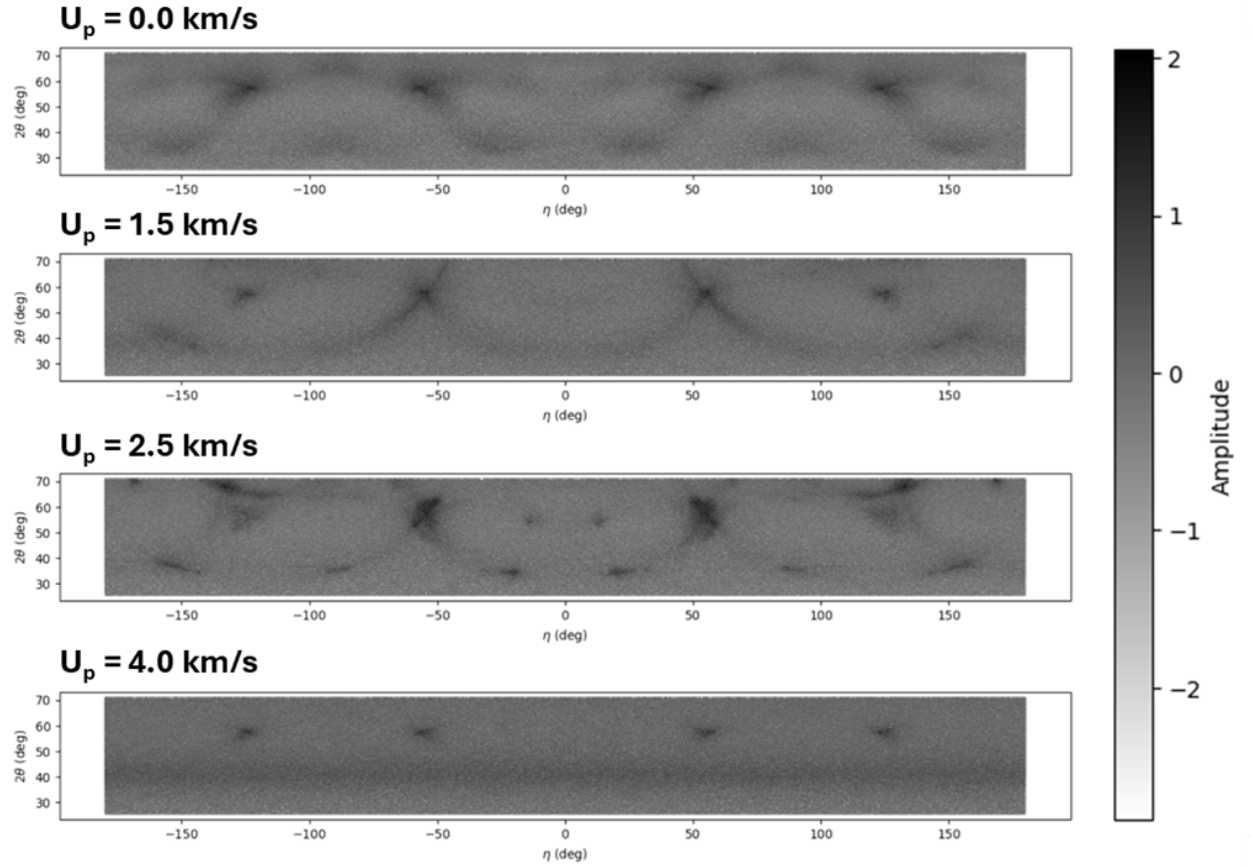 Uₚ = 0.0 km/s
70
60
50
40
30
2θ (deg)
−150 −100 −50 0 50 100 150
η (deg)
Uₚ = 1.5 km/s
70
60
50
40
30
2θ (deg)
−150 −100 −50 0 50 100 150
η (deg)
Uₚ = 2.5 km/s
70
60
50
40
30
2θ (deg)
−150 −100 −50 0 50 100 150
η (deg)
Uₚ = 4.0 km/s
70
60
50
40
30
2θ (deg)
−150 −100 −50 0 50 100 150
η (deg)
2
1
0
−1
−2
Amplitude